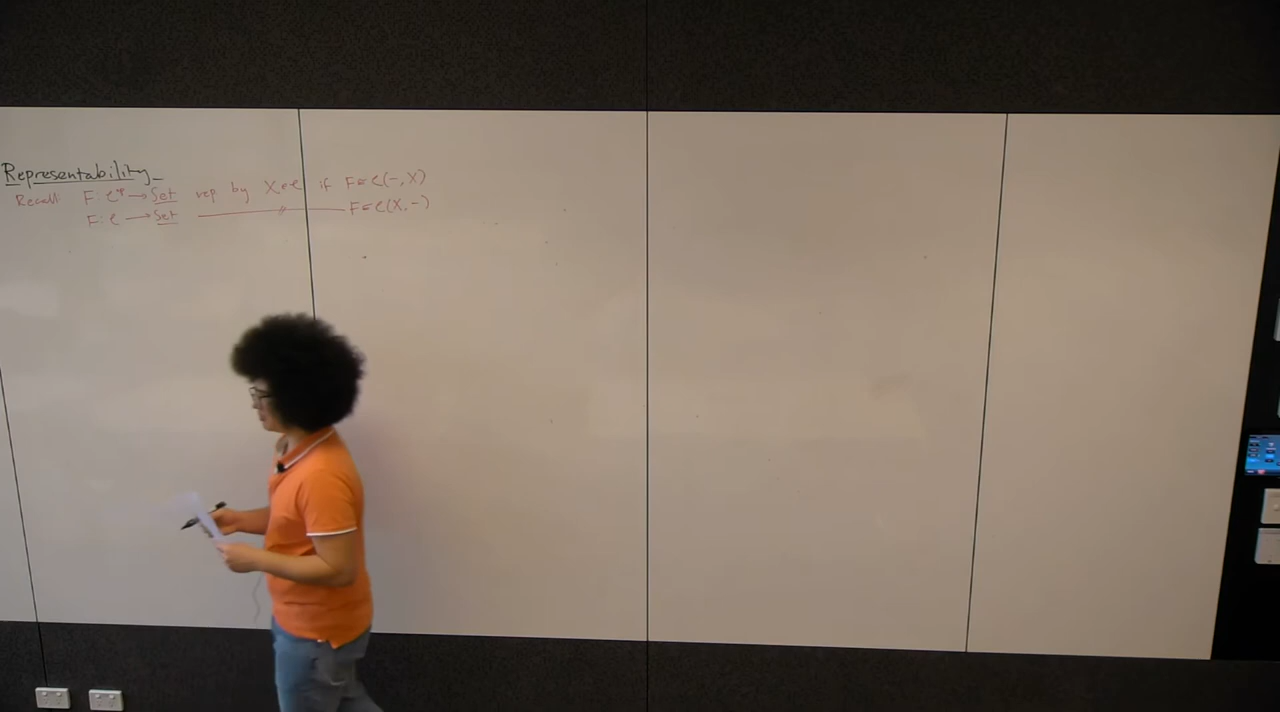 Representability
Recall: F: C^op → Set rep by X ∈ C if F ≅ C(-, X)
F: C → Set ——〃—— F ≅ C(X, -)